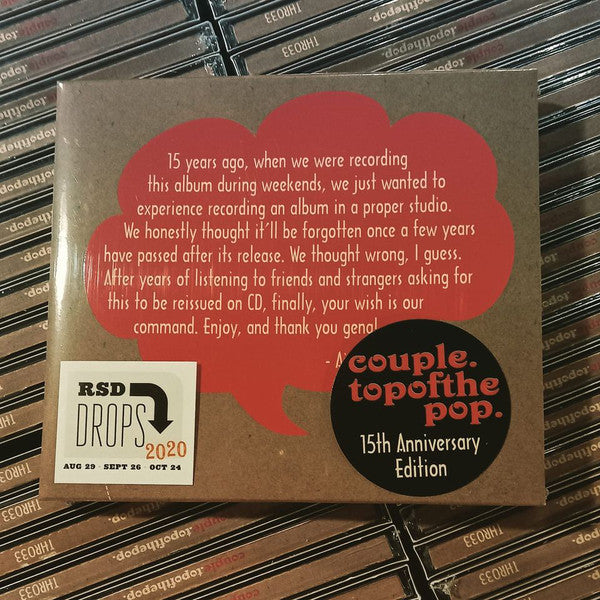 15 years ago, when we were recording
this album during weekends, we just wanted to
experience recording an album in a proper studio.
We honestly thought it'll be forgotten once a few years
have passed after its release. We thought wrong, I guess.
After years of listening to friends and strangers asking for
this to be reissued on CD, finally, your wish is our
command. Enjoy, and thank you geng!
couple.
topofthe
pop.
15th Anniversary
Edition
RSD
DROPS
2020
AUG 29 · SEPT 26 · OCT 24
THR033
couple.
topofthepop.